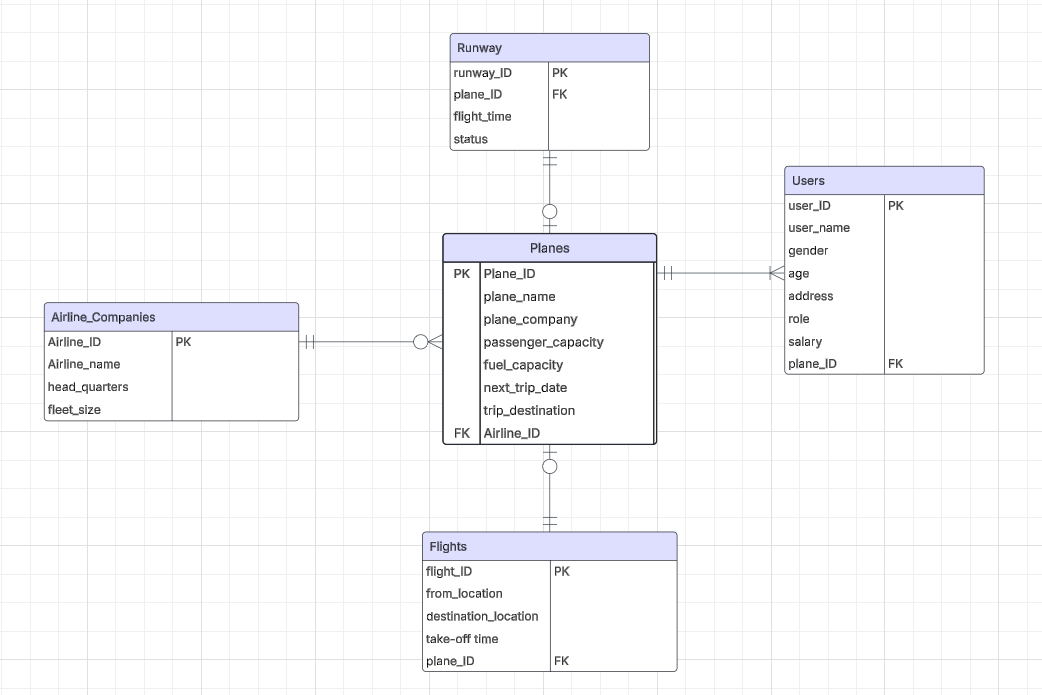 Runway
runway_ID PK
plane_ID FK
flight_time
status
Users
user_ID PK
user_name
gender
age
address
role
salary
plane_ID FK
Planes
PK Plane_ID
plane_name
plane_company
passenger_capacity
fuel_capacity
next_trip_date
trip_destination
FK Airline_ID
Airline_Companies
Airline_ID PK
Airline_name
head_quarters
fleet_size
Flights
flight_ID PK
from_location
destination_location
take-off time
plane_ID FK